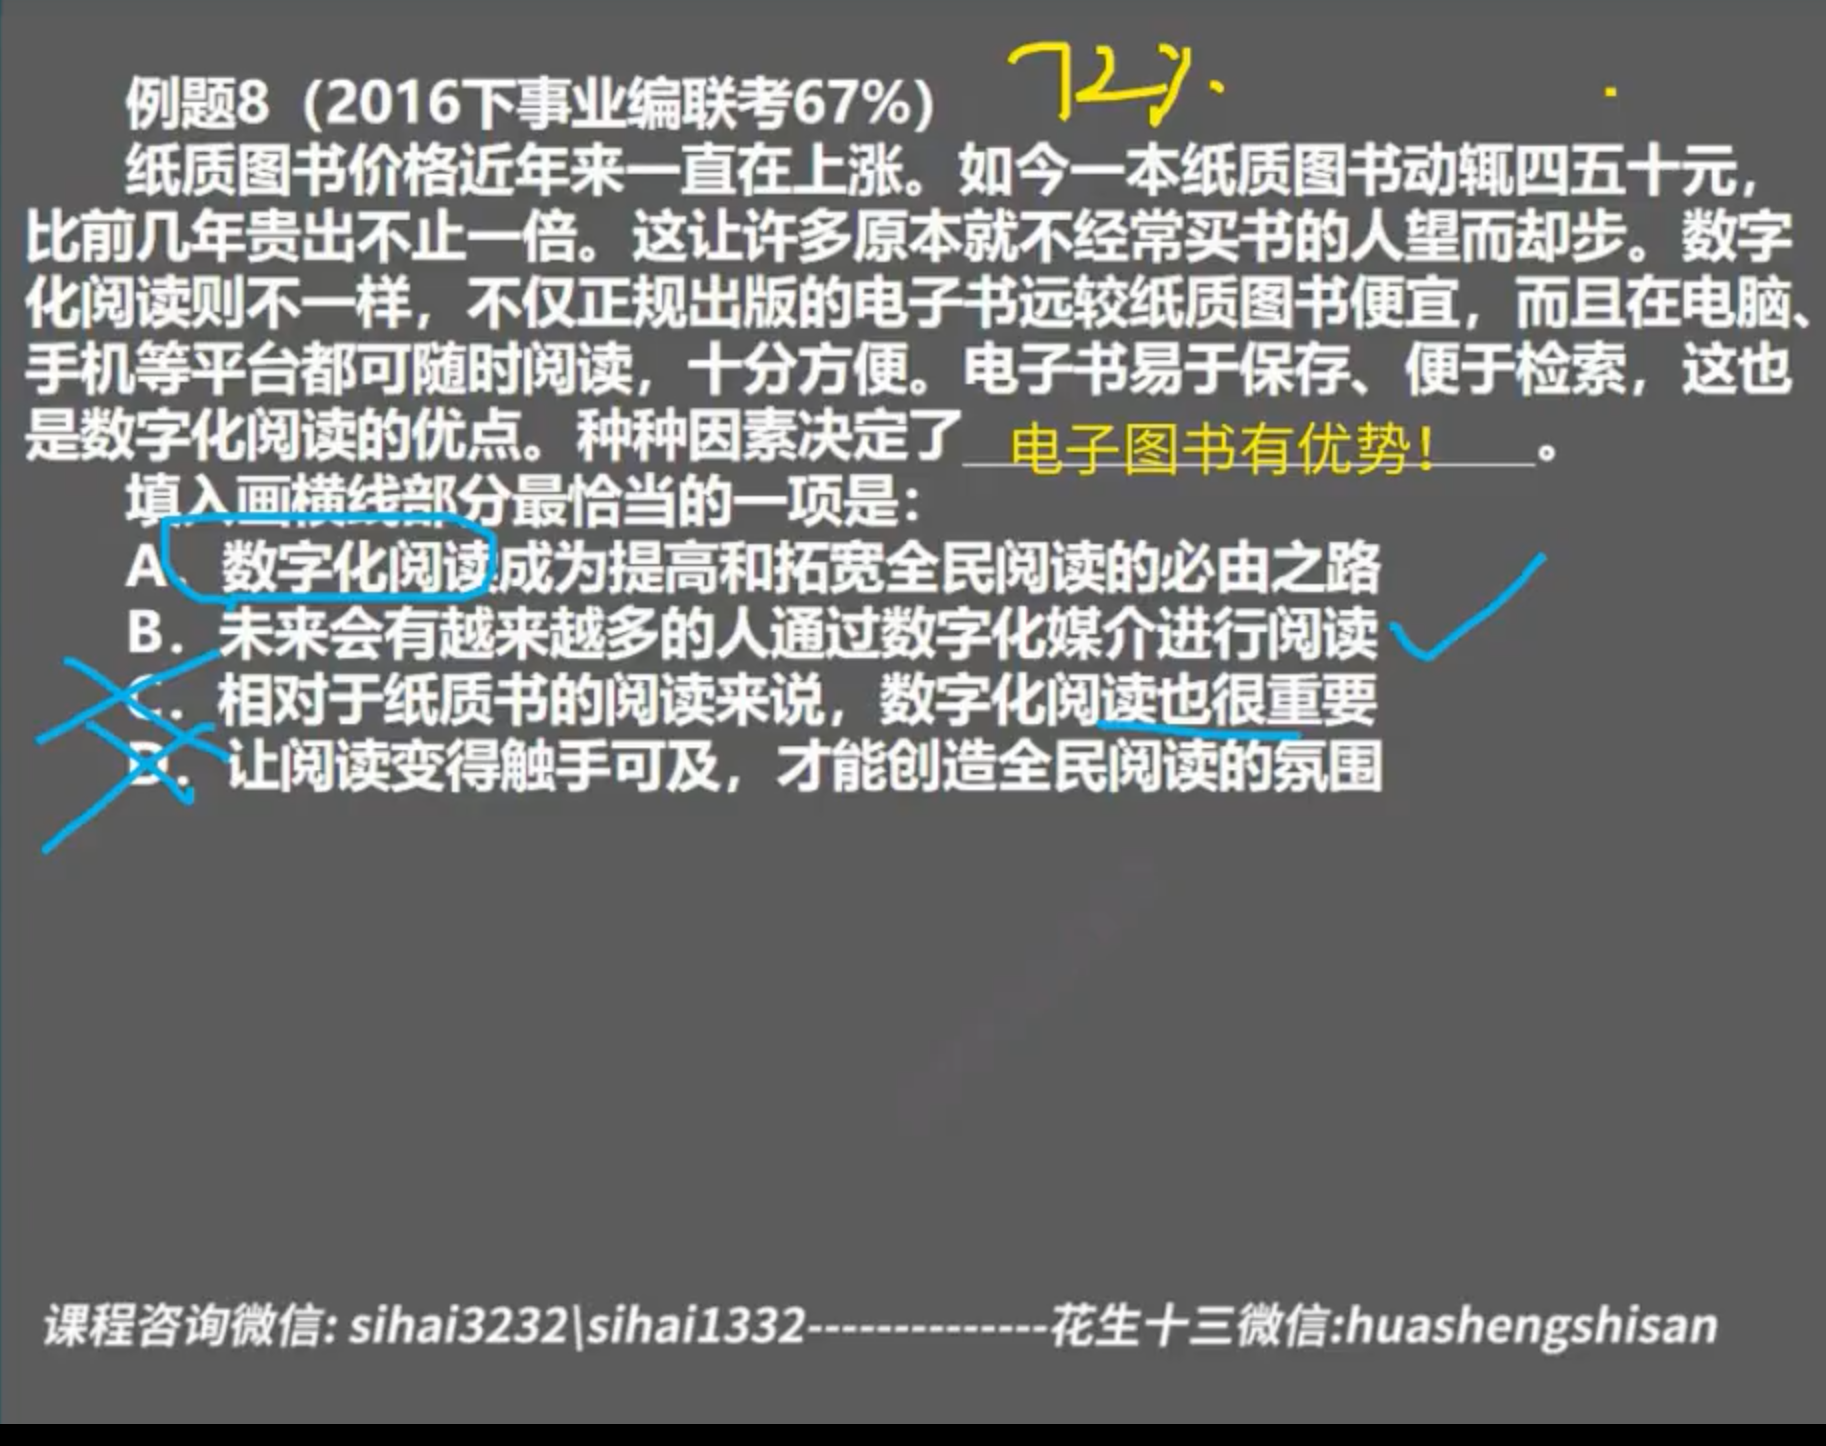 例题8（2016下事业编联考67%） 72%.
纸质图书价格近年来一直在上涨。如今一本纸质图书动辄四五十元，
比前几年贵出不止一倍。这让许多原本就不经常买书的人望而却步。数字
化阅读则不一样，不仅正规出版的电子书远较纸质图书便宜，而且在电脑、
手机等平台都可随时阅读，十分方便。电子书易于保存、便于检索，这也
是数字化阅读的优点。种种因素决定了 电子图书有优势！ 。
填入画横线部分最恰当的一项是：
A. 数字化阅读成为提高和拓宽全民阅读的必由之路
B. 未来会有越来越多的人通过数字化媒介进行阅读
C. 相对于纸质书的阅读来说，数字化阅读也很重要
D. 让阅读变得触手可及，才能创造全民阅读的氛围
课程咨询微信: sihai3232\sihai1332--------------花生十三微信:huashengshisan